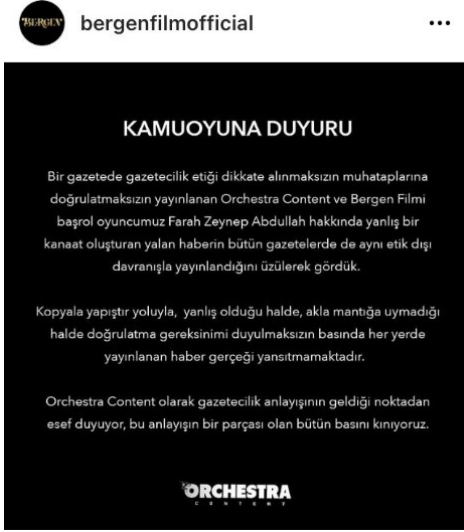 BERGEN
bergenfilmofficial
KAMUOYUNA DUYURU
Bir gazetede gazetecilik etiği dikkate alınmaksızın muhataplarına
doğrulatmaksızın yayınlanan Orchestra Content ve Bergen Filmi
başrol oyuncumuz Farah Zeynep Abdullah hakkında yanlış bir
kanaat oluşturan yalan haberin bütün gazetelerde de aynı etik dışı
davranışla yayınlandığını üzülerek gördük.
Kopyala yapıştır yoluyla, yanlış olduğu halde, akla mantığa uymadığı
halde doğrulatma gereksinimi duyulmaksızın basında her yerde
yayınlanan haber gerçeği yansıtmamaktadır.
Orchestra Content olarak gazetecilik anlayışının geldiği noktadan
esef duyuyor, bu anlayışın bir parçası olan bütün basını kınıyoruz.
ORCHESTRA
CONTENT